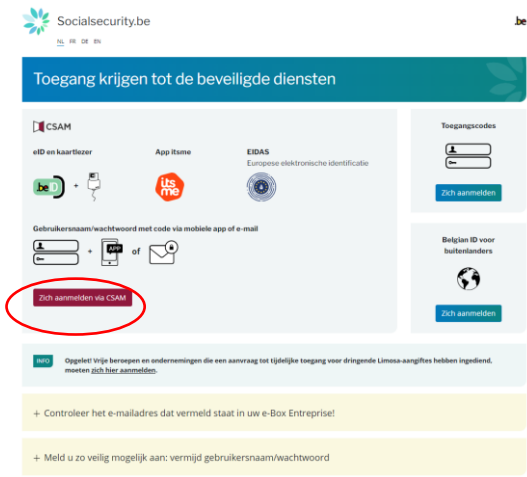 Socialsecurity.be
.be
NL FR DE EN
Toegang krijgen tot de beveiligde diensten
CSAM
eID en kaartlezer
App itsme
EIDAS
Europese elektronische identificatie
.beID
+
its
me
Gebruikersnaam/wachtwoord met code via mobiele app of e-mail
+
APP
of
Zich aanmelden via CSAM
Toegangscodes
Zich aanmelden
Belgian ID voor
buitenlanders
Zich aanmelden
INFO
Opgelet! Vrije beroepen en ondernemingen die een aanvraag tot tijdelijke toegang voor dringende Limosa-aangiftes hebben ingediend,
moeten zich hier aanmelden.
+ Controleer het e-mailadres dat vermeld staat in uw e-Box Entreprise!
+ Meld u zo veilig mogelijk aan: vermijd gebruikersnaam/wachtwoord